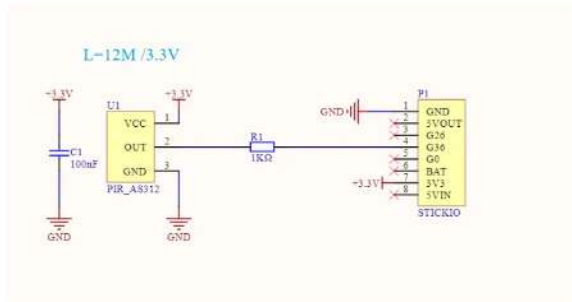 L=12M /3.3V
+3.3V
C1
100nF
GND
U1
+3.3V
VCC 1
OUT 2
GND 3
PIR_AS312
GND
R1
1KΩ
P1
GND
1 GND
2 5VOUT
3 G26
4 G36
5 G0
6 BAT
+3.3V
7 3V3
8 5VIN
STICKIO